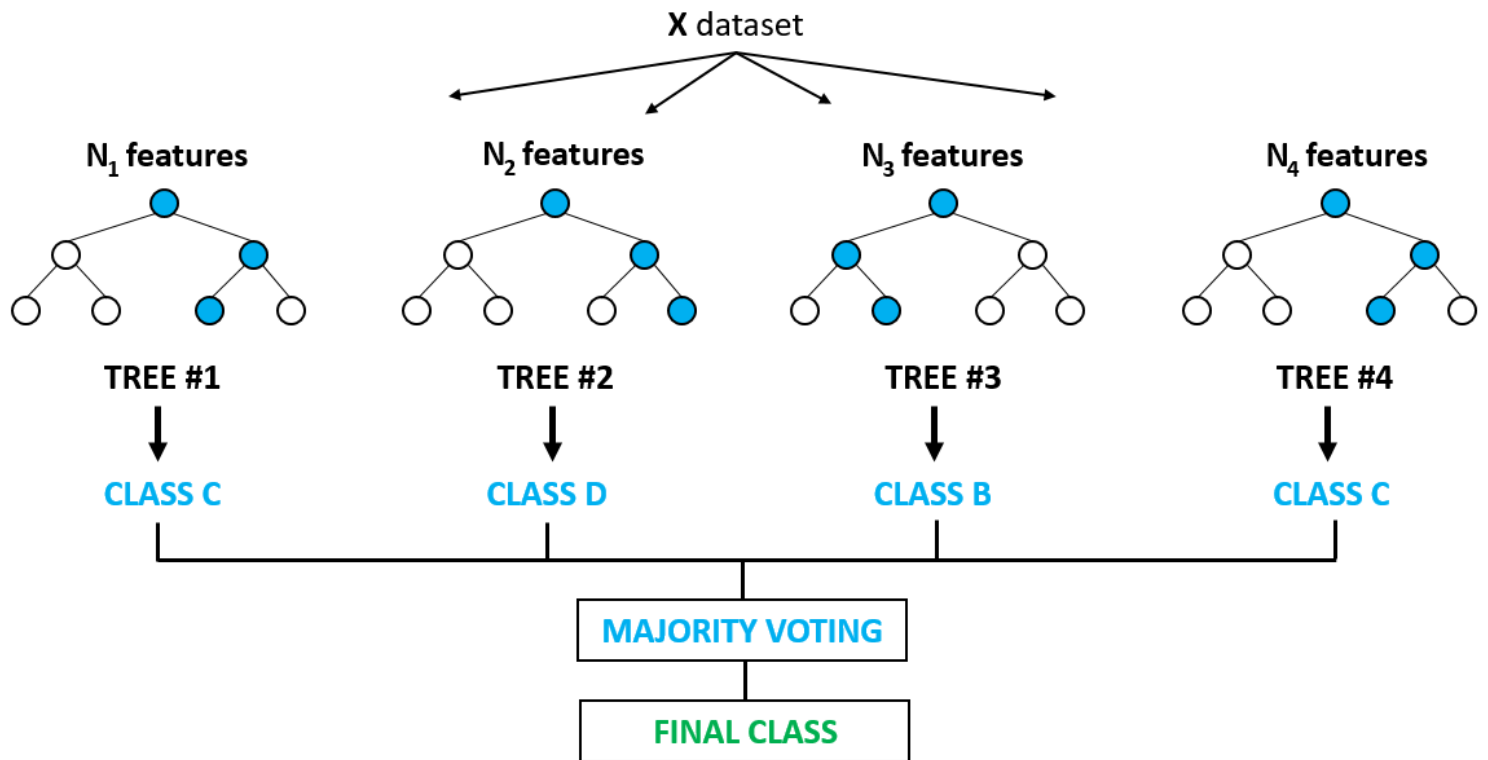 X dataset
N₁ features
N₂ features
N₃ features
N₄ features
TREE #1
TREE #2
TREE #3
TREE #4
CLASS C
CLASS D
CLASS B
CLASS C
MAJORITY VOTING
FINAL CLASS